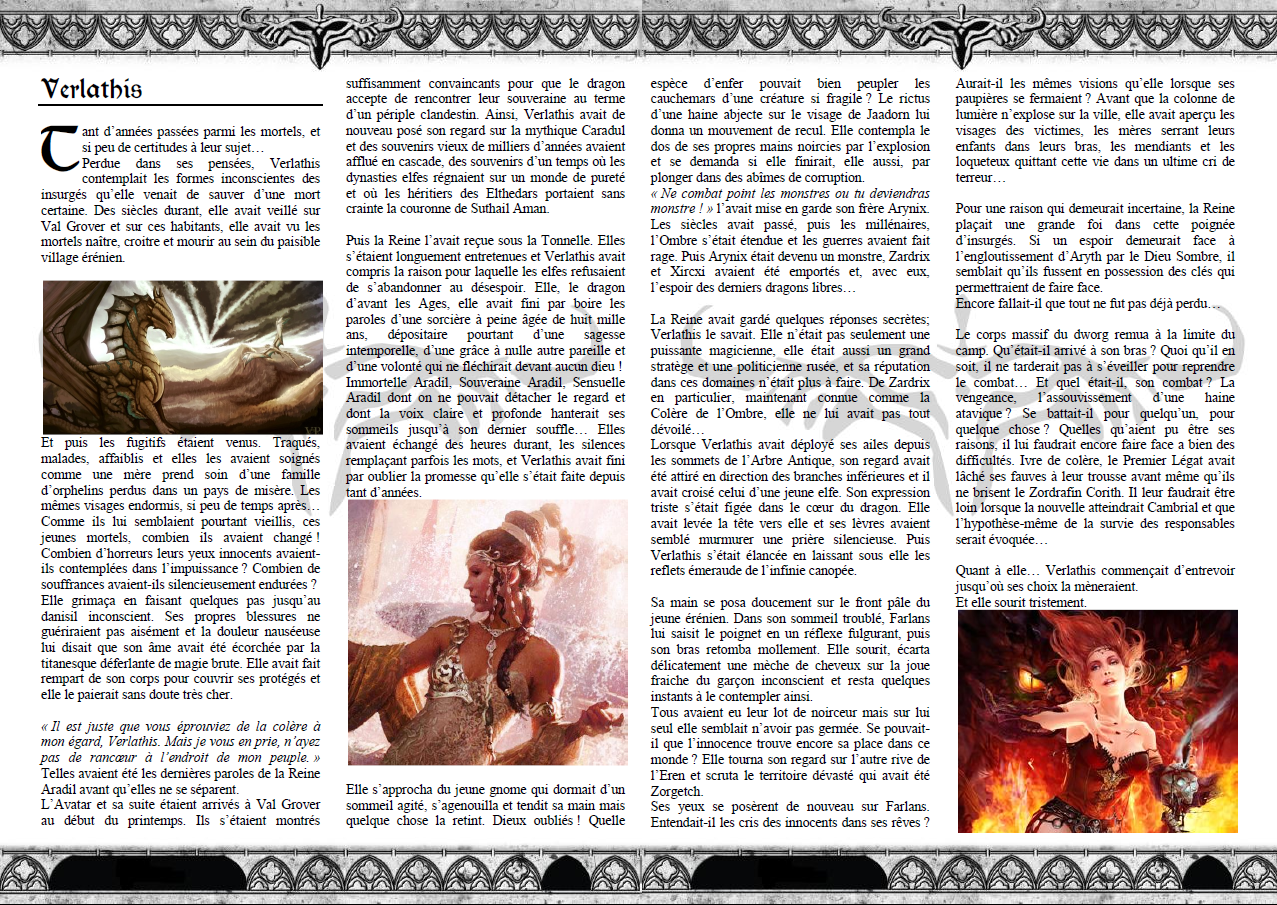 Verlathis
Tant d'années passées parmi les mortels, et
si peu de certitudes à leur sujet…
Perdue dans ses pensées, Verlathis
contemplait les formes inconscientes des
insurgés qu'elle venait de sauver d'une mort
certaine. Des siècles durant, elle avait veillé sur
Val Grover et sur ces habitants, elle avait vu les
mortels naître, croitre et mourir au sein du paisible
village érénien.
VP
Et puis les fugitifs étaient venus. Traqués,
malades, affaiblis et elles les avaient soignés
comme une mère prend soin d'une famille
d'orphelins perdus dans un pays de misère. Les
mêmes visages endormis, si peu de temps après…
Comme ils lui semblaient pourtant vieillis, ces
jeunes mortels, combien ils avaient changé !
Combien d'horreurs leurs yeux innocents avaient-
ils contemplées dans l'impuissance ? Combien de
souffrances avaient-ils silencieusement endurées ?
Elle grimaça en faisant quelques pas jusqu'au
danisil inconscient. Ses propres blessures ne
guériraient pas aisément et la douleur nauséeuse
lui disait que son âme avait été écorchée par la
titanesque déferlante de magie brute. Elle avait fait
rempart de son corps pour couvrir ses protégés et
elle le paierait sans doute très cher.
« Il est juste que vous éprouviez de la colère à
mon égard, Verlathis. Mais je vous en prie, n'ayez
pas de rancœur à l'endroit de mon peuple. »
Telles avaient été les dernières paroles de la Reine
Aradil avant qu'elles ne se séparent.
L'Avatar et sa suite étaient arrivés à Val Grover
au début du printemps. Ils s'étaient montrés
suffisamment convaincants pour que le dragon
accepte de rencontrer leur souveraine au terme
d'un périple clandestin. Ainsi, Verlathis avait de
nouveau posé son regard sur la mythique Caradul
et des souvenirs vieux de milliers d'années avaient
afflué en cascade, des souvenirs d'un temps où les
dynasties elfes régnaient sur un monde de pureté
et où les héritiers des Elthedars portaient sans
crainte la couronne de Suthail Aman.
Puis la Reine l'avait reçue sous la Tonnelle. Elles
s'étaient longuement entretenues et Verlathis avait
compris la raison pour laquelle les elfes refusaient
de s'abandonner au désespoir. Elle, le dragon
d'avant les Ages, elle avait fini par boire les
paroles d'une sorcière à peine âgée de huit mille
ans, dépositaire pourtant d'une sagesse
intemporelle, d'une grâce à nulle autre pareille et
d'une volonté qui ne fléchirait devant aucun dieu !
Immortelle Aradil, Souveraine Aradil, Sensuelle
Aradil dont on ne pouvait détacher le regard et
dont la voix claire et profonde hanterait ses
sommeils jusqu'à son dernier souffle… Elles
avaient échangé des heures durant, les silences
remplaçant parfois les mots, et Verlathis avait fini
par oublier la promesse qu'elle s'était faite depuis
tant d'années.
Elle s'approcha du jeune gnome qui dormait d'un
sommeil agité, s'agenouilla et tendit sa main mais
quelque chose la retint. Dieux oubliés ! Quelle
espèce d'enfer pouvait bien peupler les
cauchemars d'une créature si fragile ? Le rictus
d'une haine abjecte sur le visage de Jaadorn lui
donna un mouvement de recul. Elle contempla le
dos de ses propres mains noircies par l'explosion
et se demanda si elle finirait, elle aussi, par
plonger dans des abîmes de corruption.
« Ne combat point les monstres ou tu deviendras
monstre ! » l'avait mise en garde son frère Arynix.
Les siècles avait passé, puis les millénaires,
l'Ombre s'était étendue et les guerres avaient fait
rage. Puis Arynix était devenu un monstre, Zardrix
et Xircxi avaient été emportés et, avec eux,
l'espoir des derniers dragons libres…
La Reine avait gardé quelques réponses secrètes;
Verlathis le savait. Elle n'était pas seulement une
puissante magicienne, elle était aussi un grand
stratège et une politicienne rusée, et sa réputation
dans ces domaines n'était plus à faire. De Zardrix
en particulier, maintenant connue comme la
Colère de l'Ombre, elle ne lui avait pas tout
dévoilé…
Lorsque Verlathis avait déployé ses ailes depuis
les sommets de l'Arbre Antique, son regard avait
été attiré en direction des branches inférieures et il
avait croisé celui d'une jeune elfe. Son expression
triste s'était figée dans le cœur du dragon. Elle
avait levée la tête vers elle et ses lèvres avaient
semblé murmurer une prière silencieuse. Puis
Verlathis s'était élancée en laissant sous elle les
reflets émeraude de l'infinie canopée.
Sa main se posa doucement sur le front pâle du
jeune érénien. Dans son sommeil troublé, Farlans
lui saisit le poignet en un réflexe fulgurant, puis
son bras retomba mollement. Elle sourit, écarta
délicatement une mèche de cheveux sur la joue
fraiche du garçon inconscient et resta quelques
instants à le contempler ainsi.
Tous avaient eu leur lot de noirceur mais sur lui
seul elle semblait n'avoir pas germée. Se pouvait-
il que l'innocence trouve encore sa place dans ce
monde ? Elle tourna son regard sur l'autre rive de
l'Eren et scruta le territoire dévasté qui avait été
Zorgetch.
Ses yeux se posèrent de nouveau sur Farlans.
Entendait-il les cris des innocents dans ses rêves ?
Aurait-il les mêmes visions qu'elle lorsque ses
paupières se fermaient ? Avant que la colonne de
lumière n'explose sur la ville, elle avait aperçu les
visages des victimes, les mères serrant leurs
enfants dans leurs bras, les mendiants et les
loqueteux quittant cette vie dans un ultime cri de
terreur…
Pour une raison qui demeurait incertaine, la Reine
plaçait une grande foi dans cette poignée
d'insurgés. Si un espoir demeurait face à
l'engloutissement d'Aryth par le Dieu Sombre, il
semblait qu'ils fussent en possession des clés qui
permettraient de faire face.
Encore fallait-il que tout ne fut pas déjà perdu…
Le corps massif du dworg remua à la limite du
camp. Qu'était-il arrivé à son bras ? Quoi qu'il en
soit, il ne tarderait pas à s'éveiller pour reprendre
le combat… Et quel était-il, son combat ? La
vengeance, l'assouvissement d'une haine
atavique ? Se battait-il pour quelqu'un, pour
quelque chose ? Quelles qu'aient pu être ses
raisons, il lui faudrait encore faire face a bien des
difficultés. Ivre de colère, le Premier Légat avait
lâché ses fauves à leur trousse avant même qu'ils
ne brisent le Zordrafin Corith. Il leur faudrait être
loin lorsque la nouvelle atteindrait Cambrial et que
l'hypothèse-même de la survie des responsables
serait évoquée…
Quant à elle… Verlathis commençait d'entrevoir
jusqu'où ses choix la mèneraient.
Et elle sourit tristement.